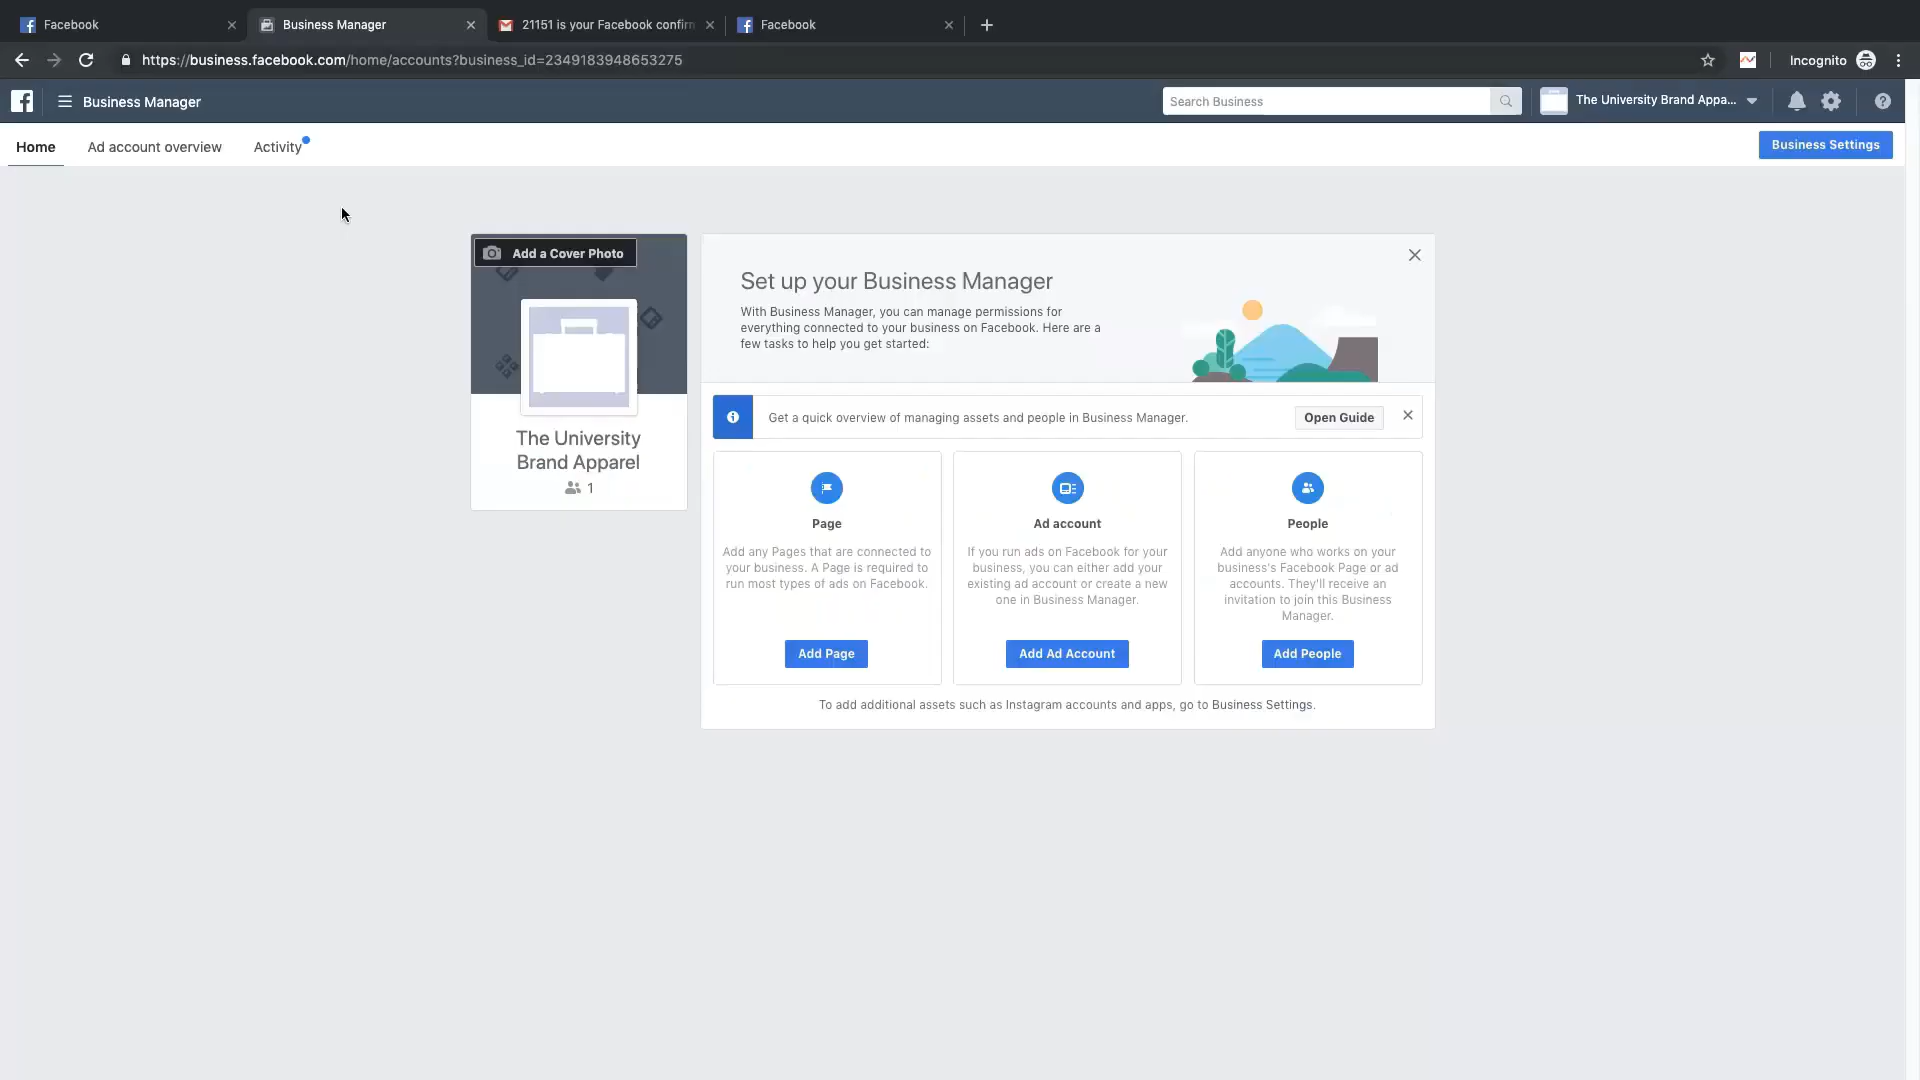 Facebook
Business Manager
21151 is your Facebook confirm
Facebook
https://business.facebook.com/home/accounts?business_id=2349183948653275
Incognito
Business Manager
Search Business
The University Brand Appa...
Home
Ad account overview
Activity
Business Settings
Add a Cover Photo
The University
Brand Apparel
1
Set up your Business Manager
With Business Manager, you can manage permissions for
everything connected to your business on Facebook. Here are a
few tasks to help you get started:
Get a quick overview of managing assets and people in Business Manager.
Open Guide
Page
Add any Pages that are connected to
your business. A Page is required to
run most types of ads on Facebook.
Add Page
Ad account
If you run ads on Facebook for your
business, you can either add your
existing ad account or create a new
one in Business Manager.
Add Ad Account
People
Add anyone who works on your
business's Facebook Page or ad
accounts. They'll receive an
invitation to join this Business
Manager.
Add People
To add additional assets such as Instagram accounts and apps, go to Business Settings.